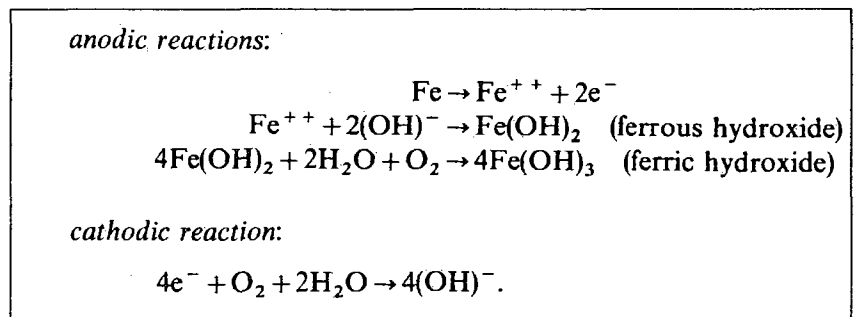 anodic reactions:
Fe → Fe⁺⁺ + 2e⁻
Fe⁺⁺ + 2(OH)⁻ → Fe(OH)₂ (ferrous hydroxide)
4Fe(OH)₂ + 2H₂O + O₂ → 4Fe(OH)₃ (ferric hydroxide)
cathodic reaction:
4e⁻ + O₂ + 2H₂O → 4(OH)⁻.